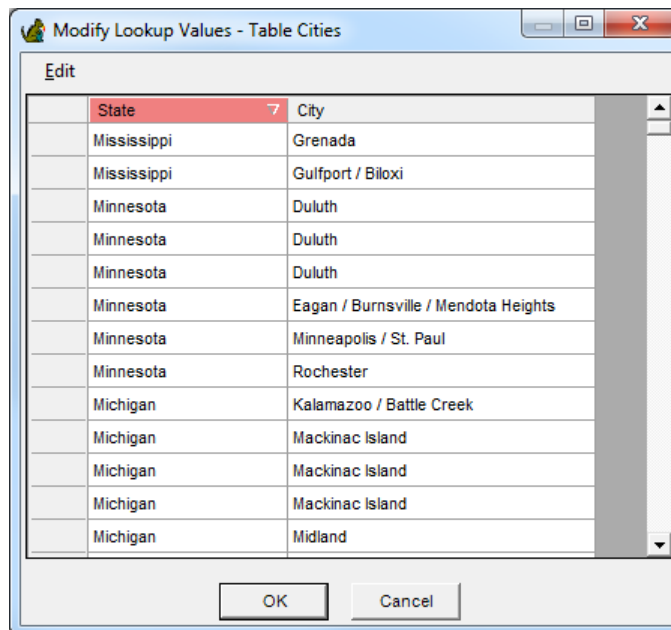 Modify Lookup Values - Table Cities
Edit
State City
Mississippi Grenada
Mississippi Gulfport / Biloxi
Minnesota Duluth
Minnesota Duluth
Minnesota Duluth
Minnesota Eagan / Burnsville / Mendota Heights
Minnesota Minneapolis / St. Paul
Minnesota Rochester
Michigan Kalamazoo / Battle Creek
Michigan Mackinac Island
Michigan Mackinac Island
Michigan Mackinac Island
Michigan Midland
OK Cancel